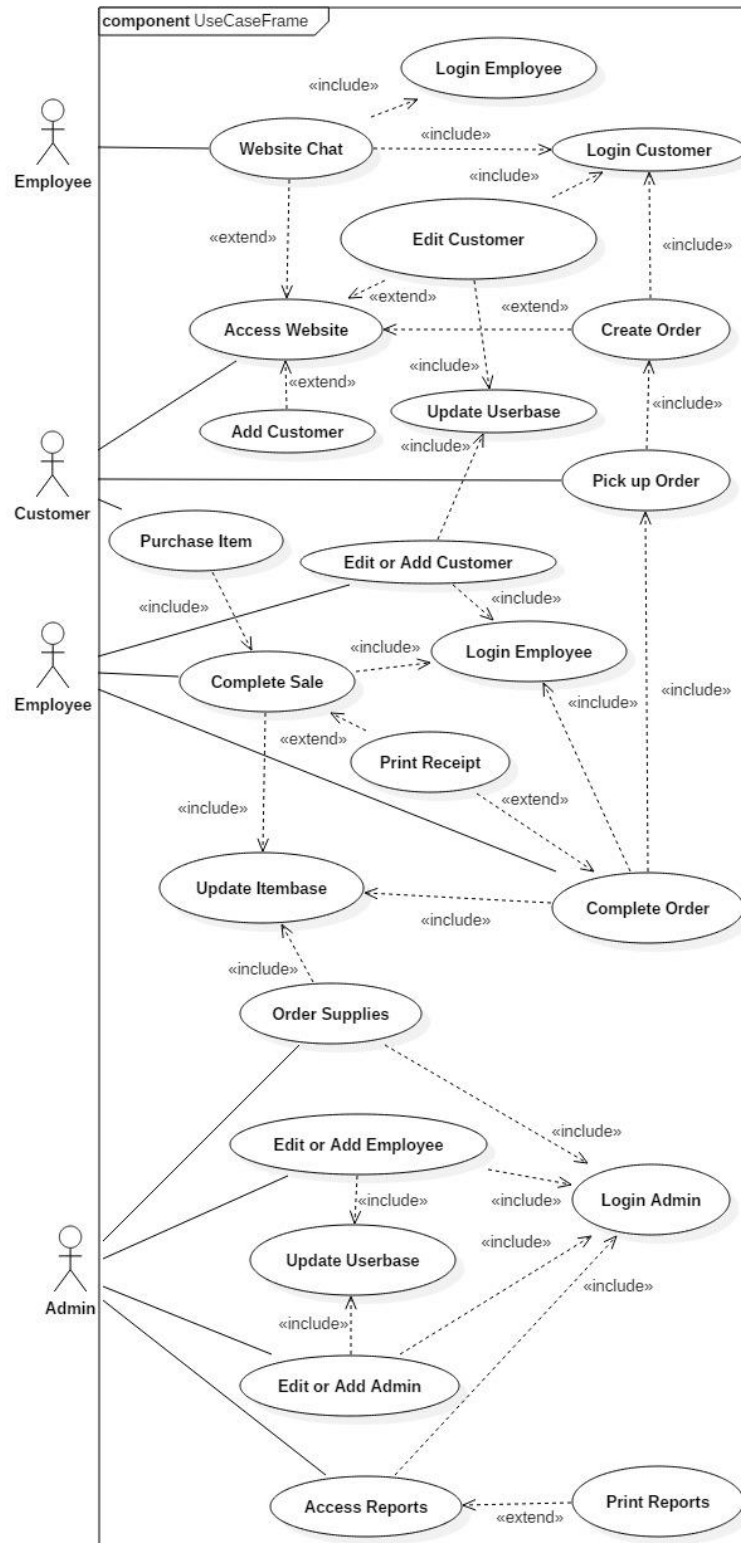 component UseCaseFrame
Login Employee
«include»
Employee
Website Chat
«include»
Login Customer
«include»
«extend»
Edit Customer
«include»
«extend»
«extend»
Access Website
Create Order
«include»
«extend»
Add Customer
Update Userbase
«include»
«include»
Customer
Pick up Order
Purchase Item
Edit or Add Customer
«include»
«include»
Employee
«include»
Login Employee
Complete Sale
«include»
«extend»
Print Receipt
«extend»
«include»
«include»
Update Itembase
Complete Order
«include»
«include»
Order Supplies
«include»
Edit or Add Employee
«include»
«include»
Login Admin
Admin
Update Userbase
«include»
«include»
«include»
Edit or Add Admin
Access Reports
Print Reports
«extend»